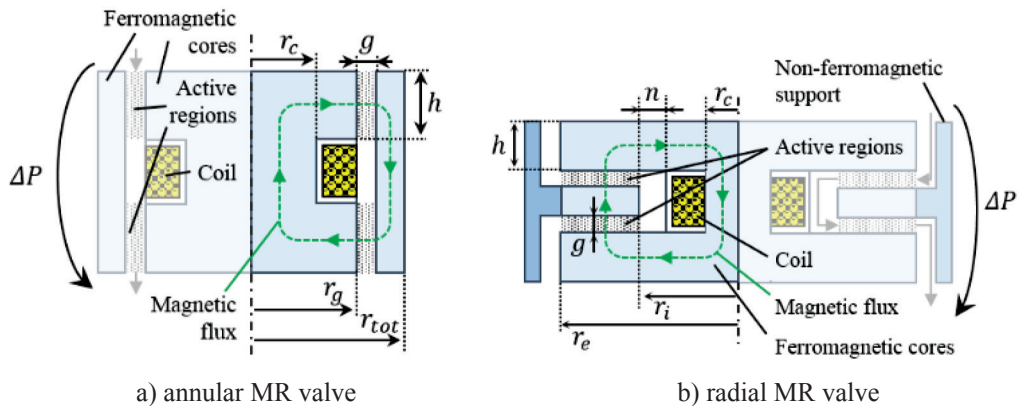 Ferromagnetic
cores
Active
regions
Coil
ΔP
Magnetic
flux
r_c
g
h
r_g
r_tot
a) annular MR valve
Non-ferromagnetic
support
n
r_c
h
Active regions
ΔP
g
Coil
r_i
Magnetic flux
r_e
Ferromagnetic cores
b) radial MR valve